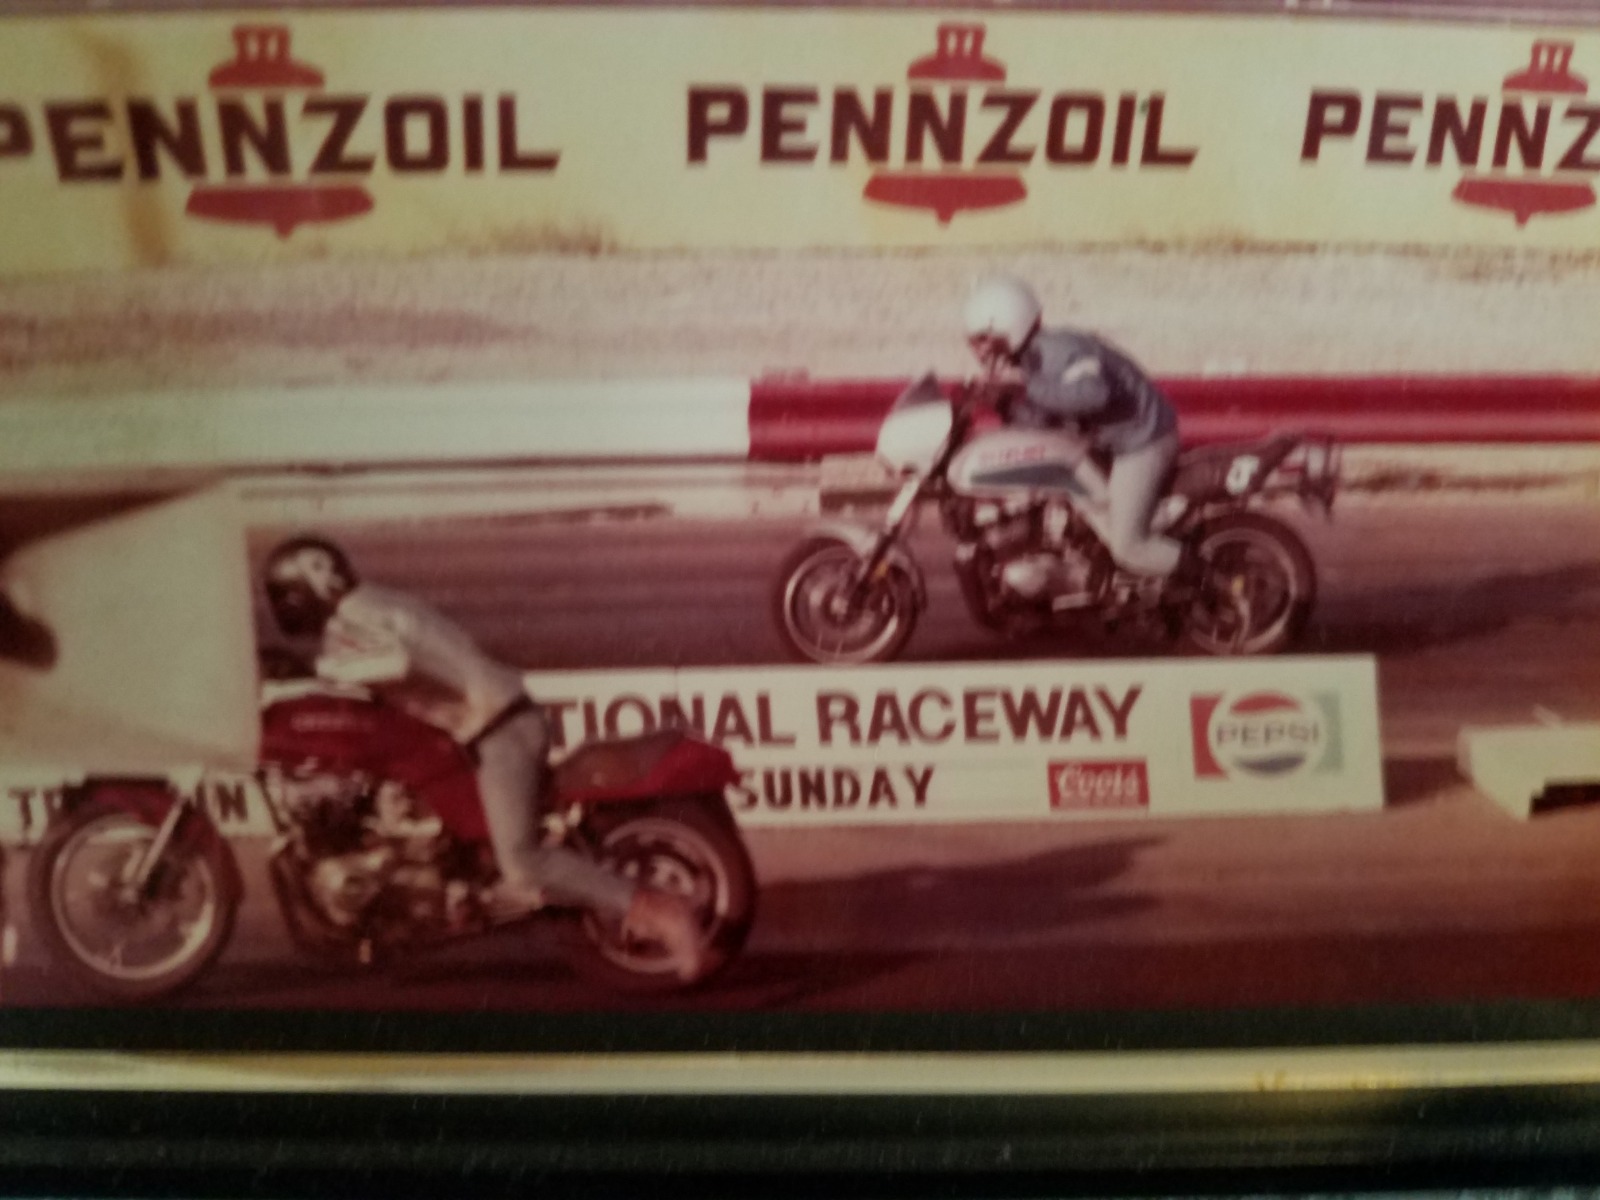 PENNZOIL PENNZOIL PENNZ
TIONAL RACEWAY PEPSI
SUNDAY Coors